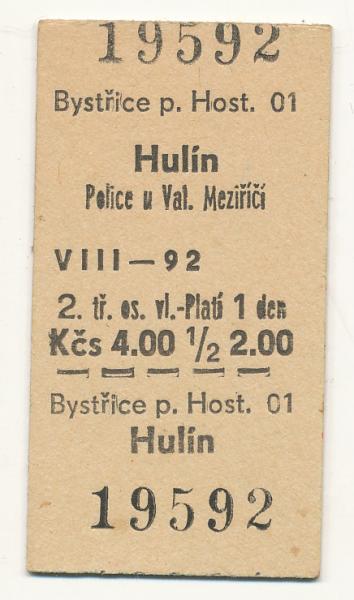 19592
Bystřice p. Host. 01
Hulín
Police u Val. Meziříčí
VIII — 92
2. tř. os. vl.-Platí 1 den
Kčs 4.00 ½ 2.00
— — — — —
Bystřice p. Host. 01
Hulín
19592